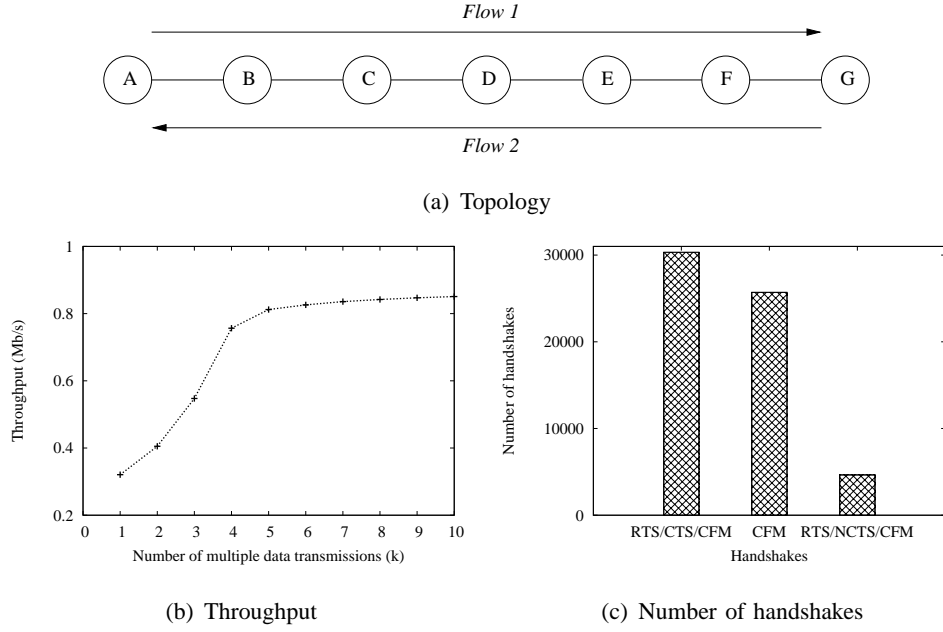 Flow 1
A B C D E F G
Flow 2
(a) Topology
1
0.8
0.6
0.4
0.2
Throughput (Mb/s)
0 1 2 3 4 5 6 7 8 9 10
Number of multiple data transmissions (k)
(b) Throughput
30000
20000
10000
0
Number of handshakes
RTS/CTS/CFM CFM RTS/NCTS/CFM
Handshakes
(c) Number of handshakes